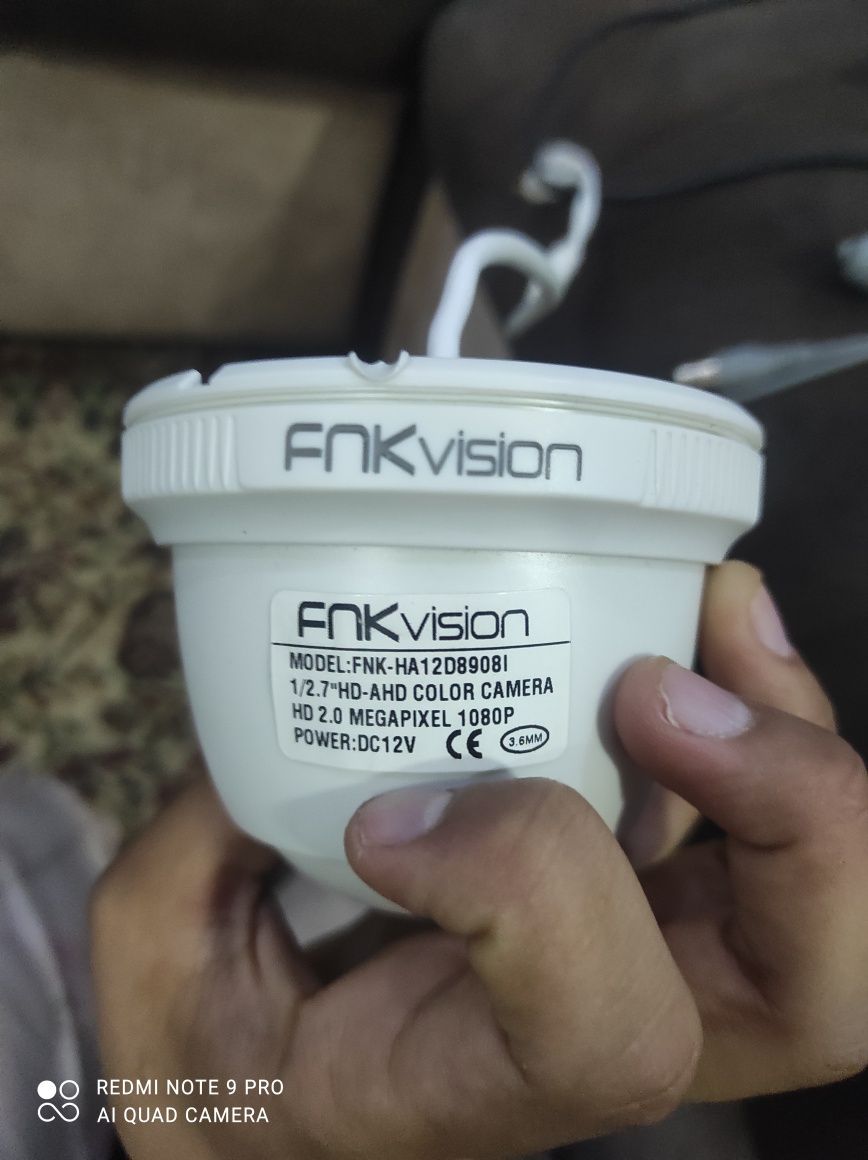 FNKvision
FNKvision
MODEL:FNK-HA12D8908I
1/2.7"HD-AHD COLOR CAMERA
HD 2.0 MEGAPIXEL 1080P
POWER:DC12V CE 3.6MM
REDMI NOTE 9 PRO
AI QUAD CAMERA